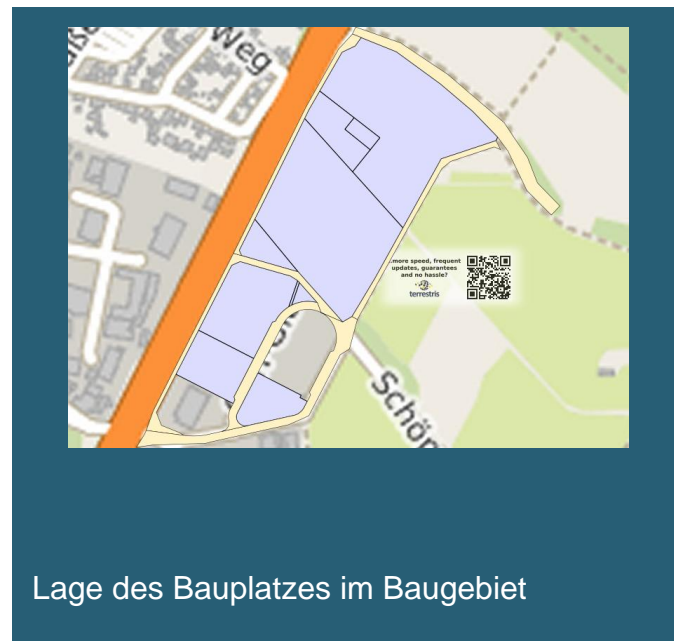 Weg
more speed, frequent
updates, guarantees
and no hassle?
terrestris
Schön
Lage des Bauplatzes im Baugebiet